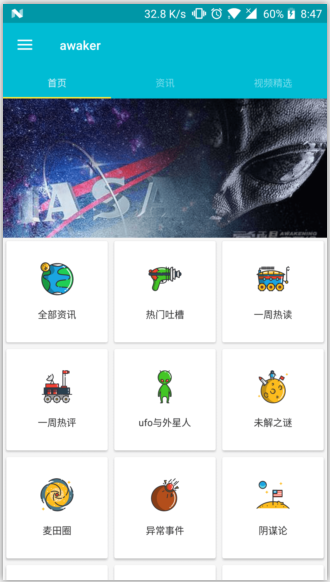 32.8 K/s 60% 8:47
awaker
首页 资讯 视频精选
IASA
全部资讯 热门吐槽 一周热读
一周热评 ufo与外星人 未解之谜
麦田圈 异常事件 阴谋论